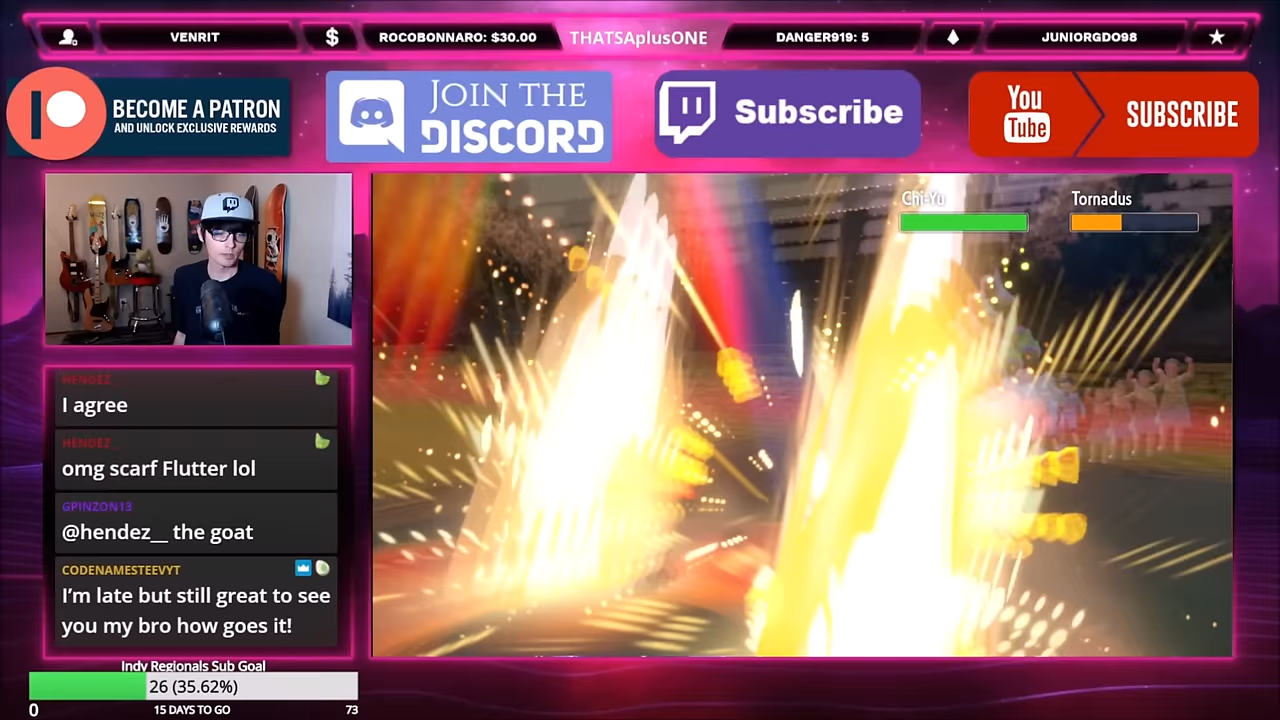 VENRIT
$
ROCOBONNARO: $30.00
THATSAplusONE
DANGER919: 5
JUNIORGDO98
BECOME A PATRON
AND UNLOCK EXCLUSIVE REWARDS
JOIN THE
DISCORD
Subscribe
You
Tube
SUBSCRIBE
Chi-Yu
Tornadus
HENDEZ__
I agree
HENDEZ__
omg scarf Flutter lol
GPINZON13
@hendez__ the goat
CODENAMESTEEVYT
I'm late but still great to see
you my bro how goes it!
Indy Regionals Sub Goal
26 (35.62%)
0
15 DAYS TO GO
73